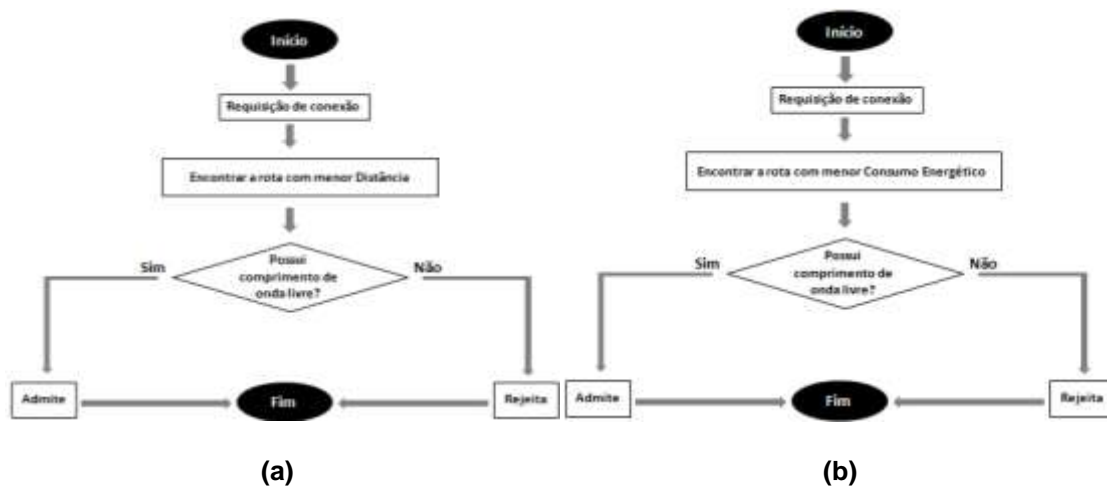 Início
Requisição de conexão
Encontrar a rota com menor Distância
Possui
comprimento de
onda livre?
Sim
Não
Admite
Fim
Rejeita
(a)
Início
Requisição de conexão
Encontrar a rota com menor Consumo Energético
Possui
comprimento de
onda livre?
Sim
Não
Admite
Fim
Rejeita
(b)